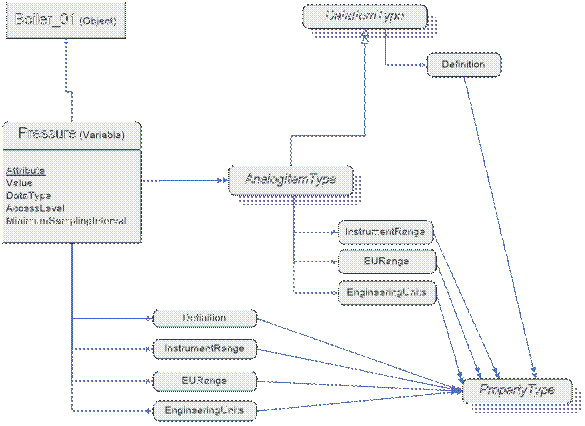 Boiler_01 (Object)
DataItemType
Definition
Pressure (Variable)
Attribute
Value
DataType
AccessLevel
MinimumSamplingInterval
AnalogItemType
InstrumentRange
EURange
EngineeringUnits
Definition
InstrumentRange
EURange
EngineeringUnits
PropertyType